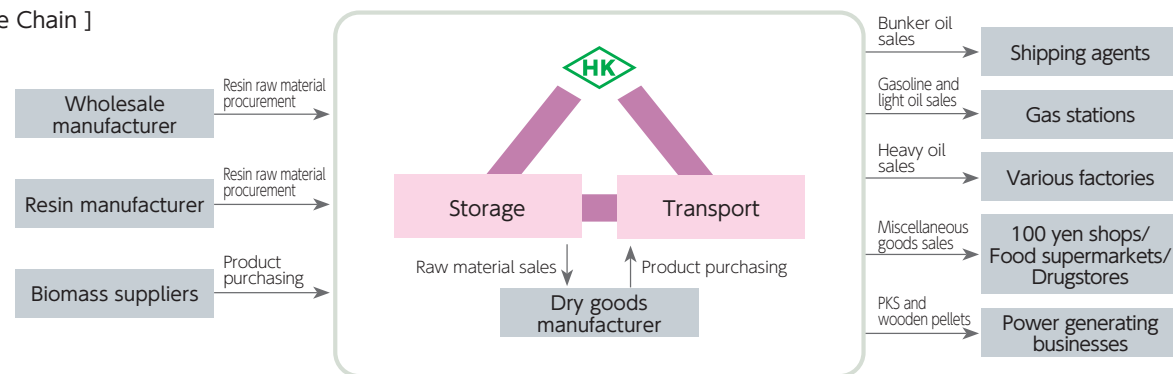 e Chain ]
Wholesale
manufacturer
Resin raw material
procurement
Resin manufacturer
Resin raw material
procurement
Biomass suppliers
Product
purchasing
HK
Storage
Transport
Raw material sales
Product purchasing
Dry goods
manufacturer
Bunker oil
sales
Shipping agents
Gasoline and
light oil sales
Gas stations
Heavy oil
sales
Various factories
Miscellaneous
goods sales
100 yen shops/
Food supermarkets/
Drugstores
PKS and
wooden pellets
Power generating
businesses